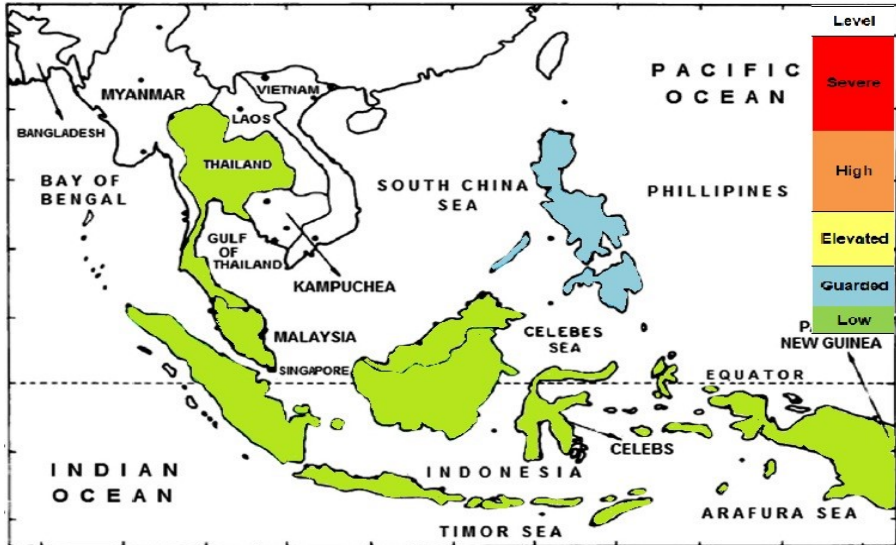 Level
Severe
High
Elevated
Guarded
Low
PACIFIC
OCEAN
MYANMAR
VIETNAM
LAOS
BANGLADESH
THAILAND
BAY OF
BENGAL
SOUTH CHINA
SEA
PHILLIPINES
GULF
OF
THAILAND
KAMPUCHEA
MALAYSIA
CELEBES
SEA
P
NEW GUINEA
SINGAPORE
EQUATOR
CELEBS
INDIAN
OCEAN
INDONESIA
ARAFURA SEA
TIMOR SEA